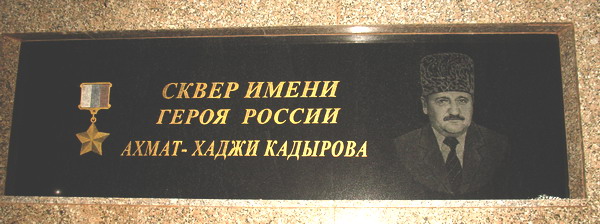 СКВЕР ИМЕНИ
ГЕРОЯ РОССИИ
АХМАТ-ХАДЖИ КАДЫРОВА